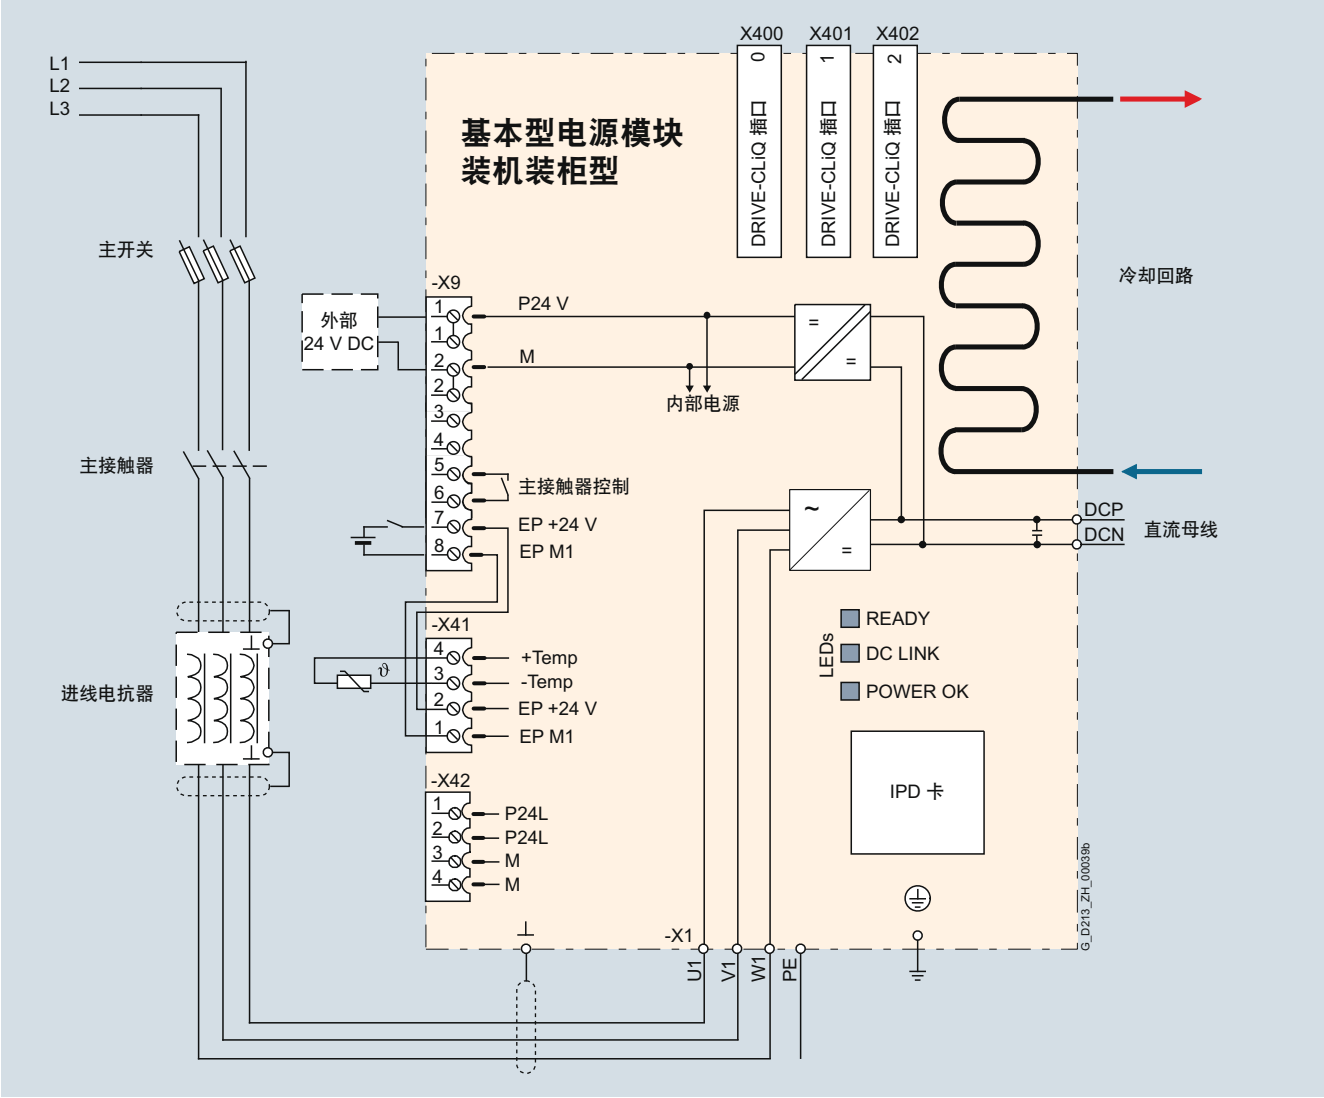 X400 X401 X402
L1
L2
L3
0 1 2
DRIVE-CLiQ 插口
DRIVE-CLiQ 插口
DRIVE-CLiQ 插口
基本型电源模块
装机装柜型
主开关
冷却回路
-X9
外部
24 V DC
1
1
2
2
3
4
5
6
7
8
P24 V
M
=
=
内部电源
主接触器
主接触器控制
EP +24 V
EP M1
~
=
DCP
DCN
直流母线
LEDs
READY
DC LINK
POWER OK
-X41
4 +Temp
3 -Temp
2 EP +24 V
1 EP M1
ϑ
进线电抗器
-X42
1 P24L
2 P24L
3 M
4 M
IPD 卡
-X1
U1
V1
W1
PE
G_D213_ZH_00039b